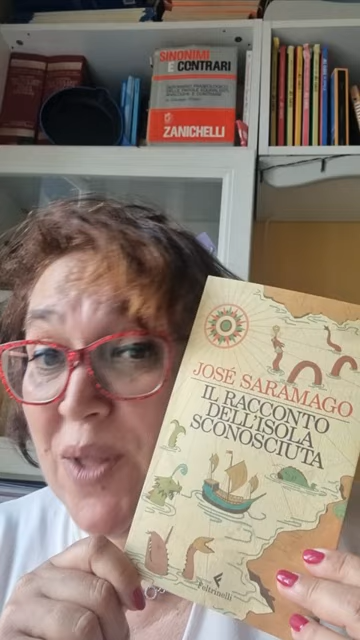 SINONIMI
E CONTRARI
ZANICHELLI
JOSÉ SARAMAGO
IL RACCONTO
DELL'ISOLA
SCONOSCIUTA
Feltrinelli